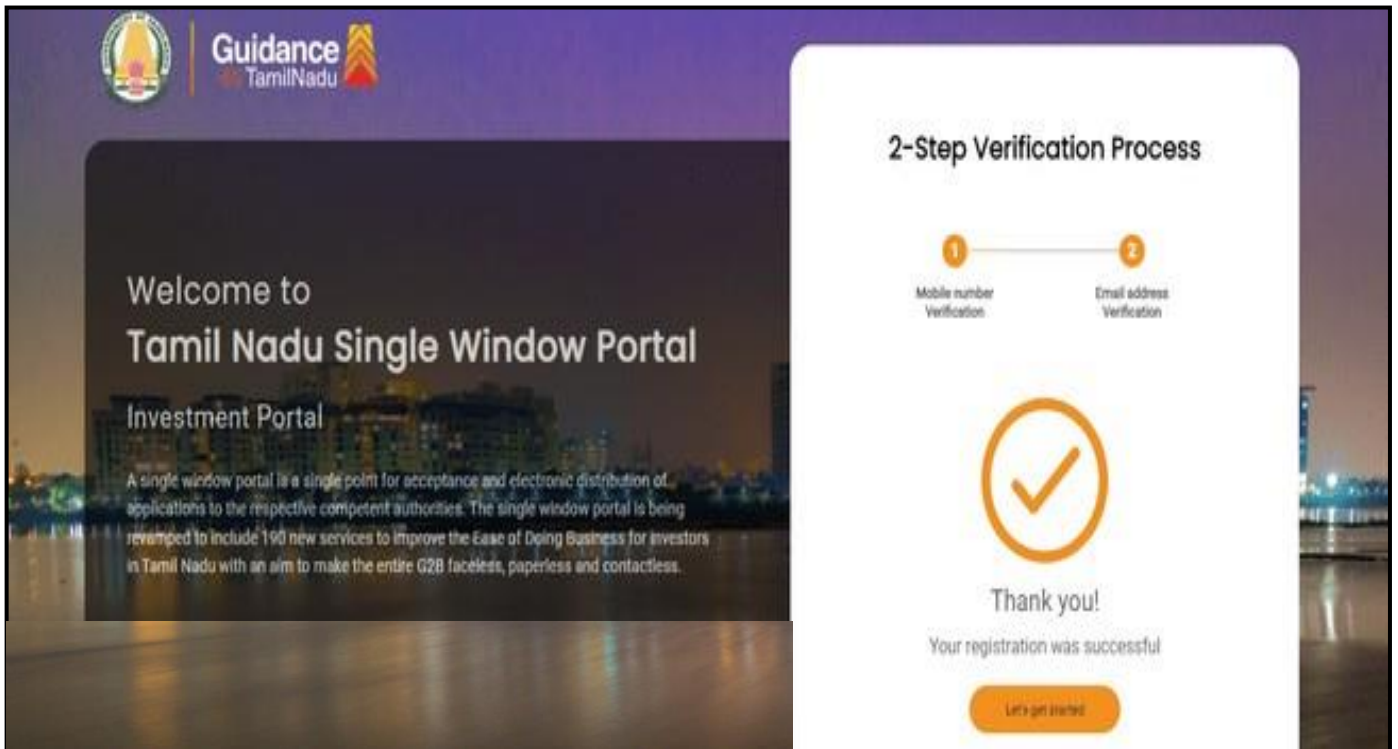 Guidance
TamilNadu
Welcome to
Tamil Nadu Single Window Portal
Investment Portal
A single window portal is a single point for acceptance and electronic distribution of
applications to the respective competent authorities. The single window portal is being
revamped to include 190 new services to improve the Ease of Doing Business for investors
in Tamil Nadu with an aim to make the entire G2B faceless, paperless and contactless.
2-Step Verification Process
1
2
Mobile number
Verification
Email address
Verification
Thank you!
Your registration was successful
Let's get started